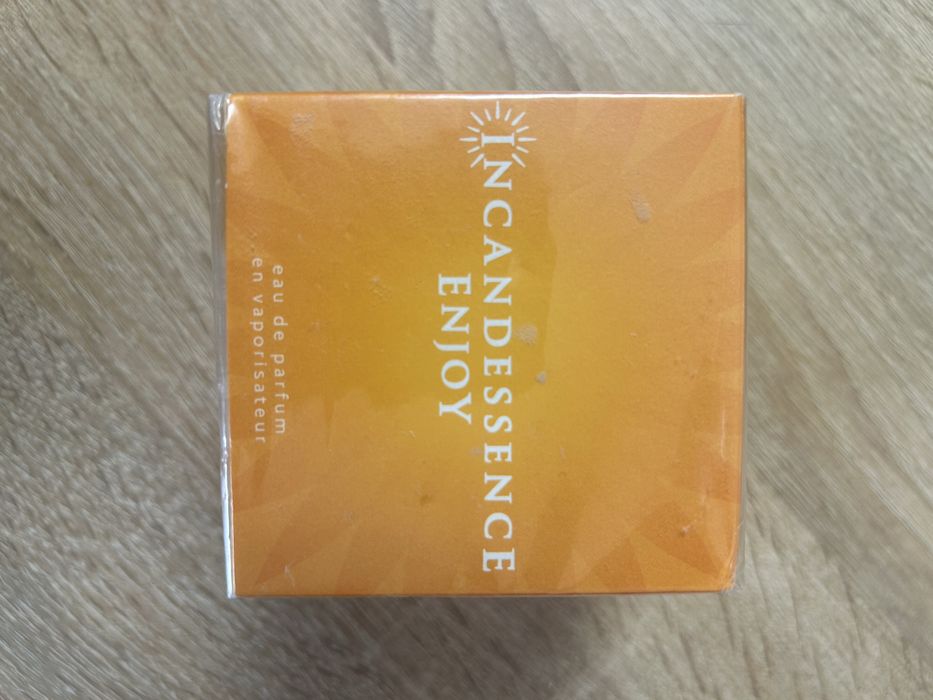 INCANDESSENCE
ENJOY
eau de parfum
en vaporisateur